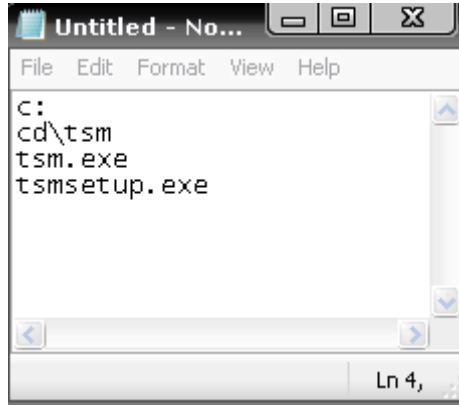 Untitled - No...
File Edit Format View Help
c:
cd\tsm
tsm.exe
tsmsetup.exe
Ln 4,